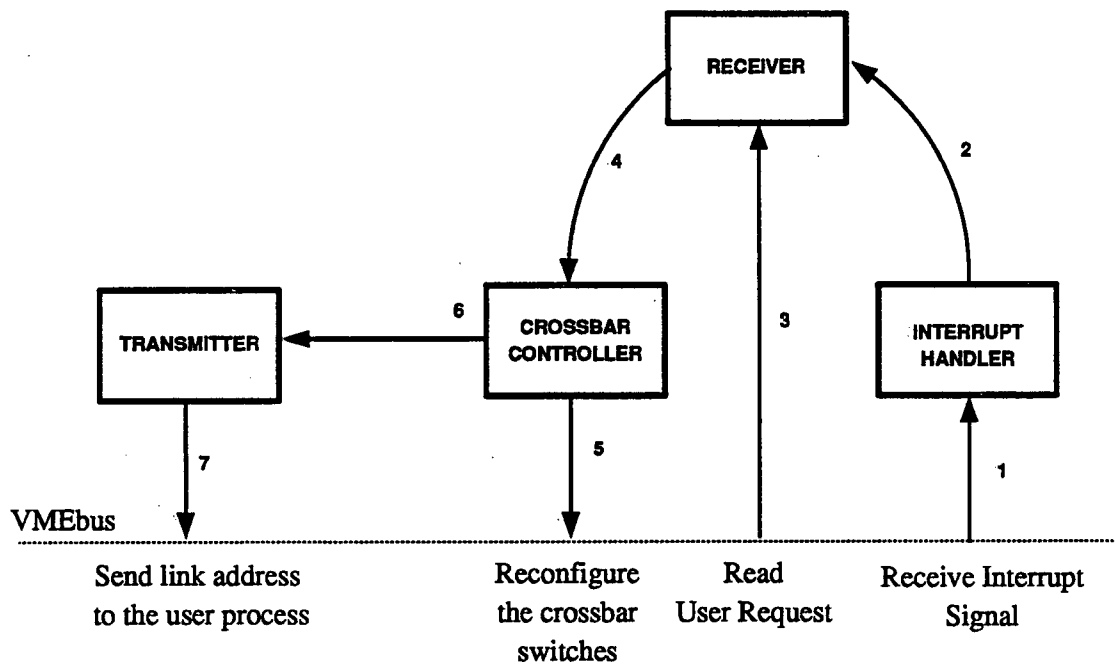 RECEIVER
2
4
3
6
TRANSMITTER
CROSSBAR
CONTROLLER
INTERRUPT
HANDLER
7
5
1
VMEbus
Send link address
to the user process
Reconfigure
the crossbar
switches
Read
User Request
Receive Interrupt
Signal